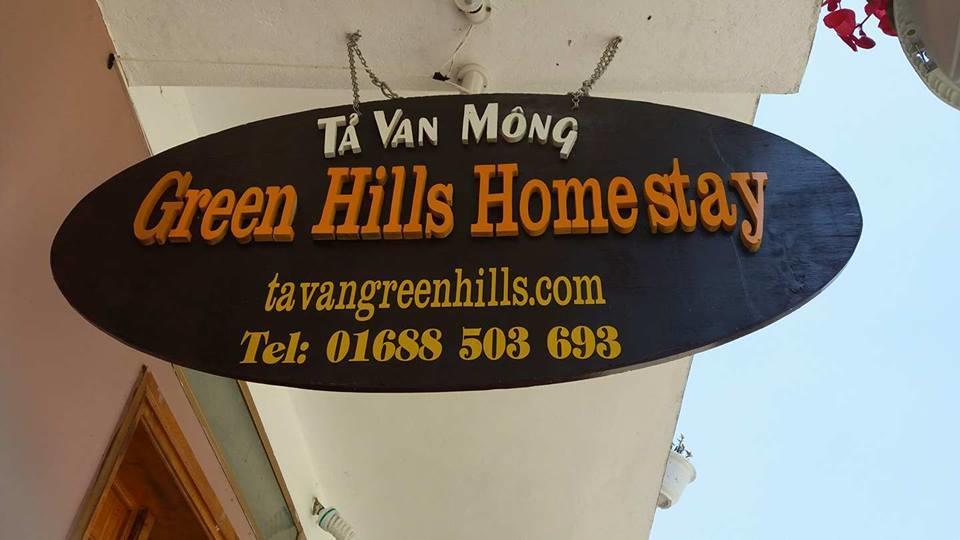 Tả Van Mông
Green Hills Homestay
tavangreenhills.com
Tel: 01688 503 693